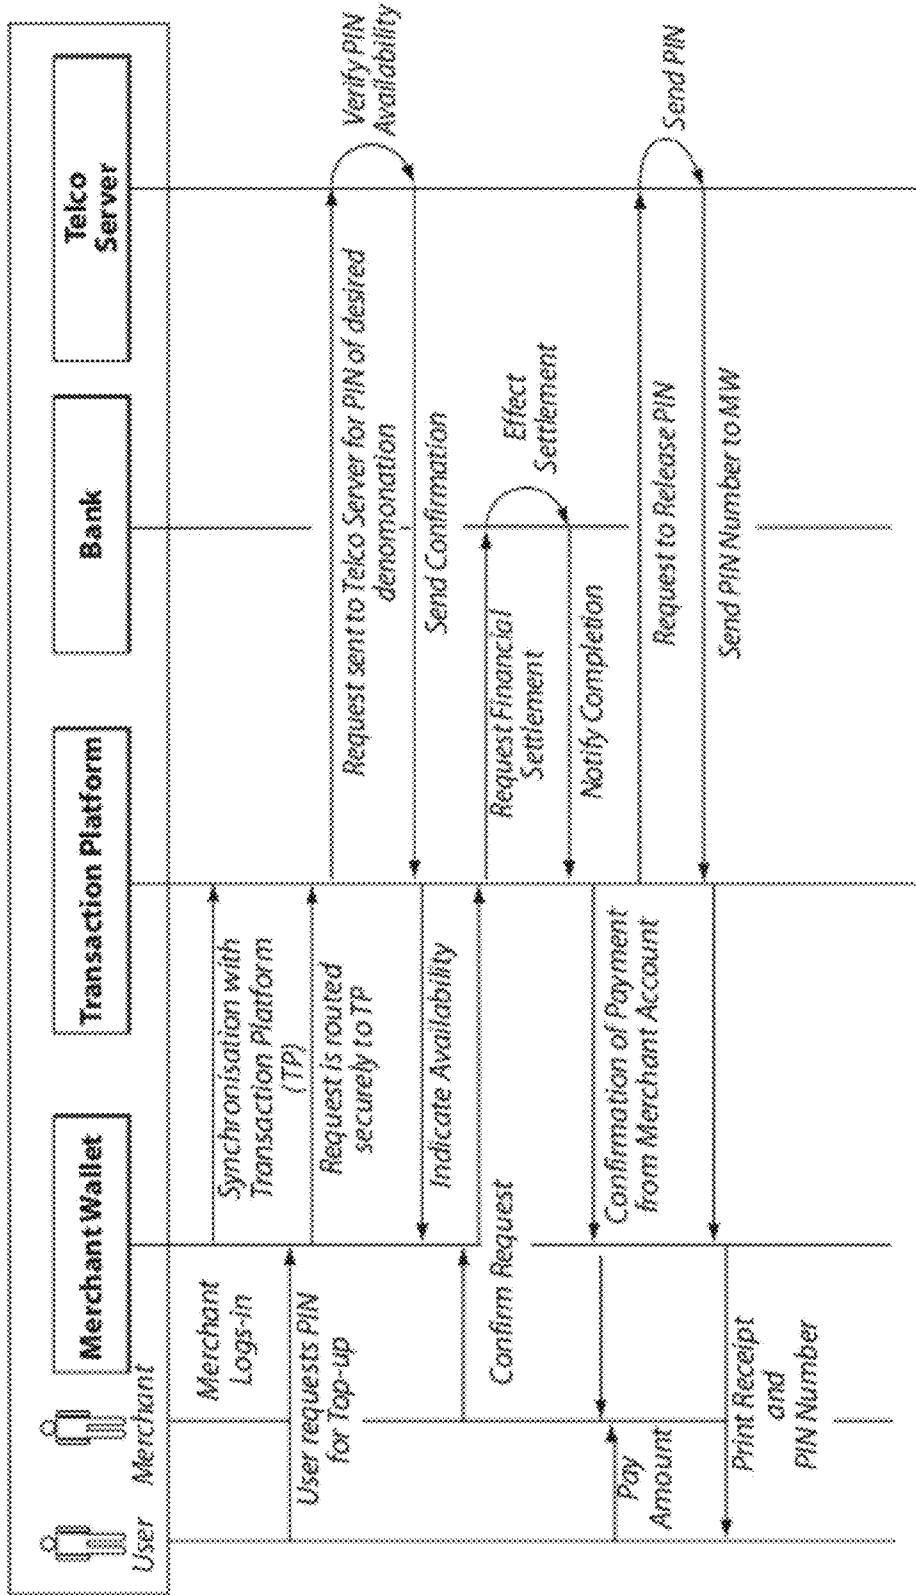 User
Merchant
Merchant Wallet
Transaction Platform
Bank
Telco
Server
Merchant
Logs-in
Synchronisation with
Transaction Platform
(TP)
User requests PIN
for Top-up
Request is routed
securely to TP
Request sent to Telco Server for PIN of desired
denomonation
Verify PIN
Availability
Send Confirmation
Indicate Availability
Confirm Request
Request Financial
Settlement
Effect
Settlement
Notify Completion
Confirmation of Payment
from Merchant Account
Pay
Amount
Request to Release PIN
Send PIN
Send PIN Number to MW
Print Receipt
and
PIN Number